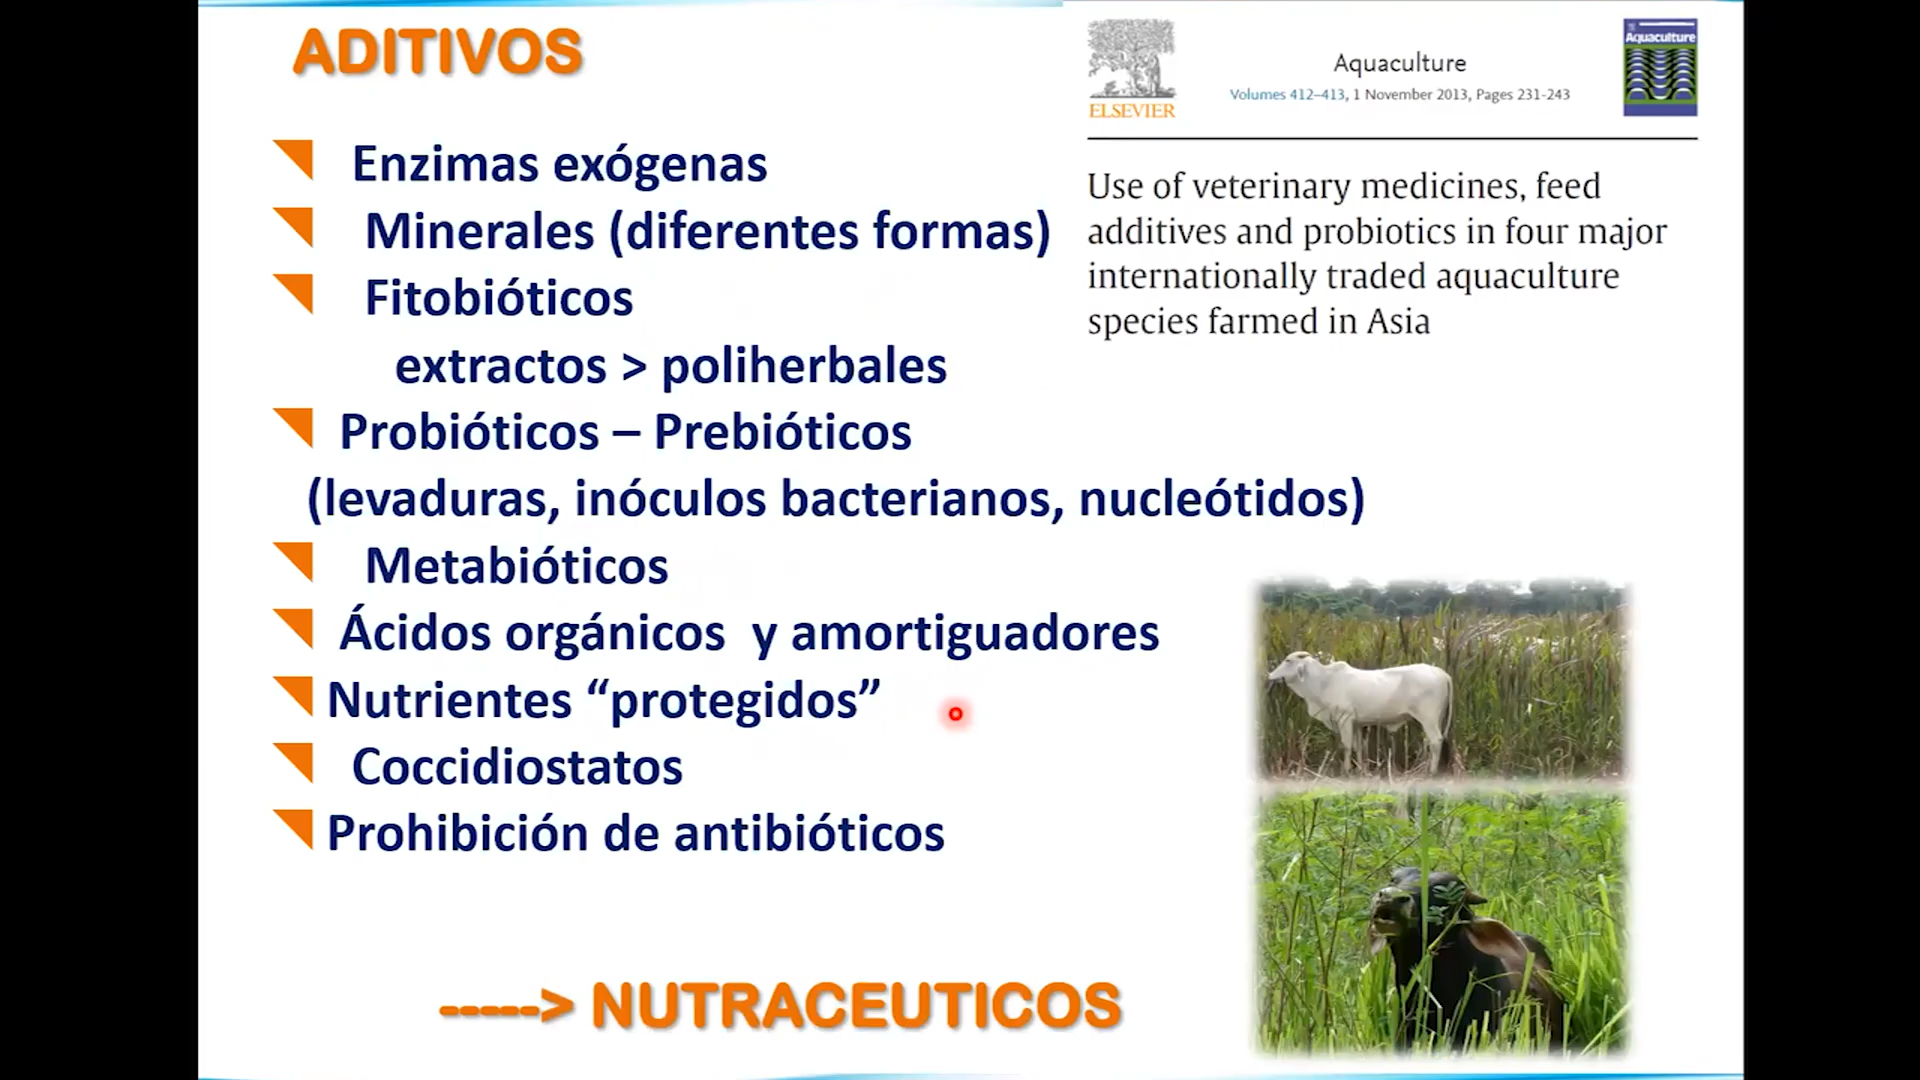 ADITIVOS
Enzimas exógenas
Minerales (diferentes formas)
Fitobióticos
extractos > poliherbales
Probióticos – Prebióticos
(levaduras, inóculos bacterianos, nucleótidos)
Metabióticos
Ácidos orgánicos y amortiguadores
Nutrientes “protegidos”
Coccidiostatos
Prohibición de antibióticos
-----> NUTRACEUTICOS
ELSEVIER
Aquaculture
Volumes 412–413, 1 November 2013, Pages 231-243
Aquaculture
Use of veterinary medicines, feed
additives and probiotics in four major
internationally traded aquaculture
species farmed in Asia